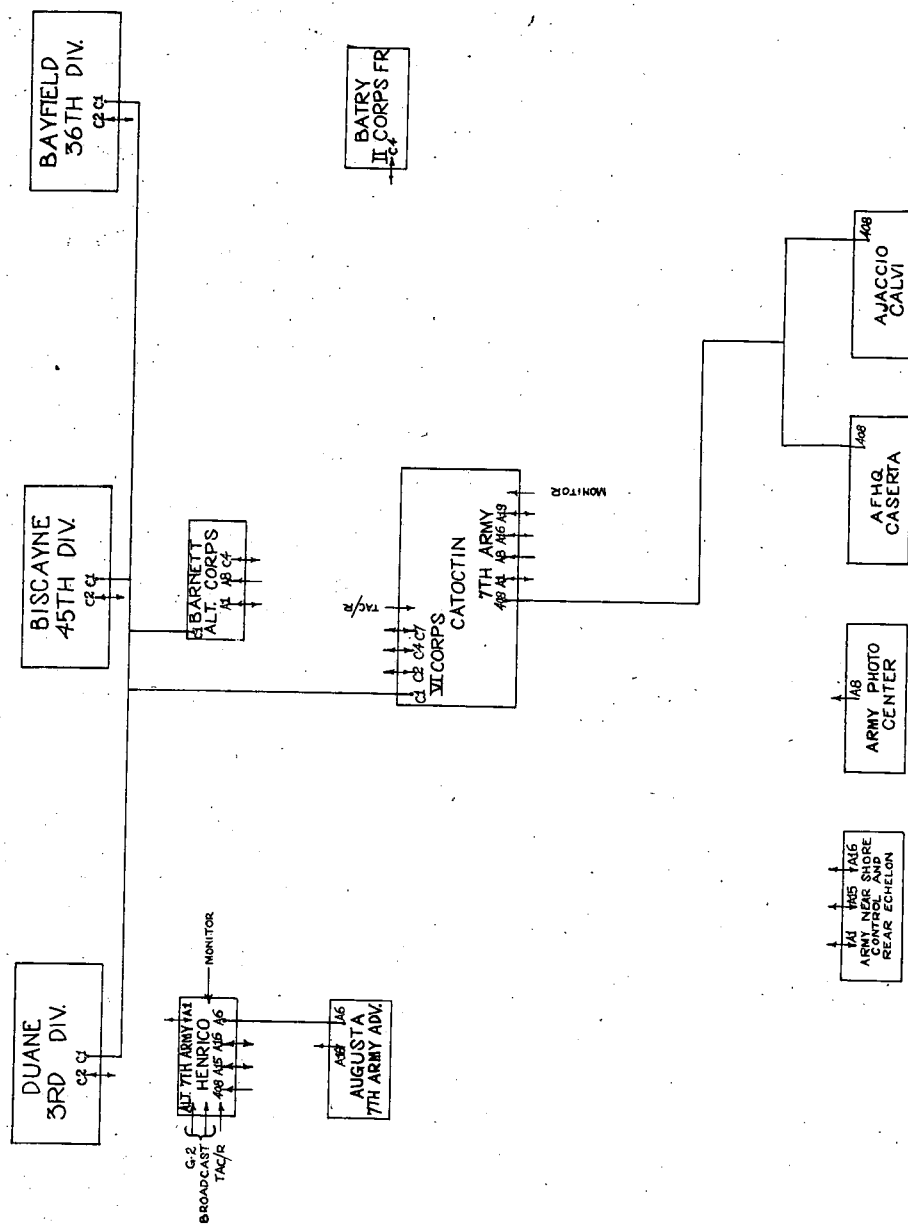 DUANE
3RD DIV.
C2 C1
BISCAYNE
45TH DIV.
C2 C1
BAYFIELD
36TH DIV.
C2 C1
BARNETT
ALT. CORPS
C1
A1 A8 C4
BATRY
II CORPS FR
C4
ALT. 7TH ARMY A1
HENRICO
408 A15 A16 A6
MONITOR
G-2
BROADCAST
TAC/R
AUGUSTA
7TH ARMY ADV.
A6
VI CORPS
C1 C2 C4 C7
TAC/R
CATOCTIN
7TH ARMY
408 A1 A8 A16 A19
MONITOR
A1 A15 A16
ARMY NEAR SHORE
CONTROL AND
REAR ECHELON
A8
ARMY PHOTO
CENTER
408
AFHQ
CASERTA
408
AJACCIO
CALVI